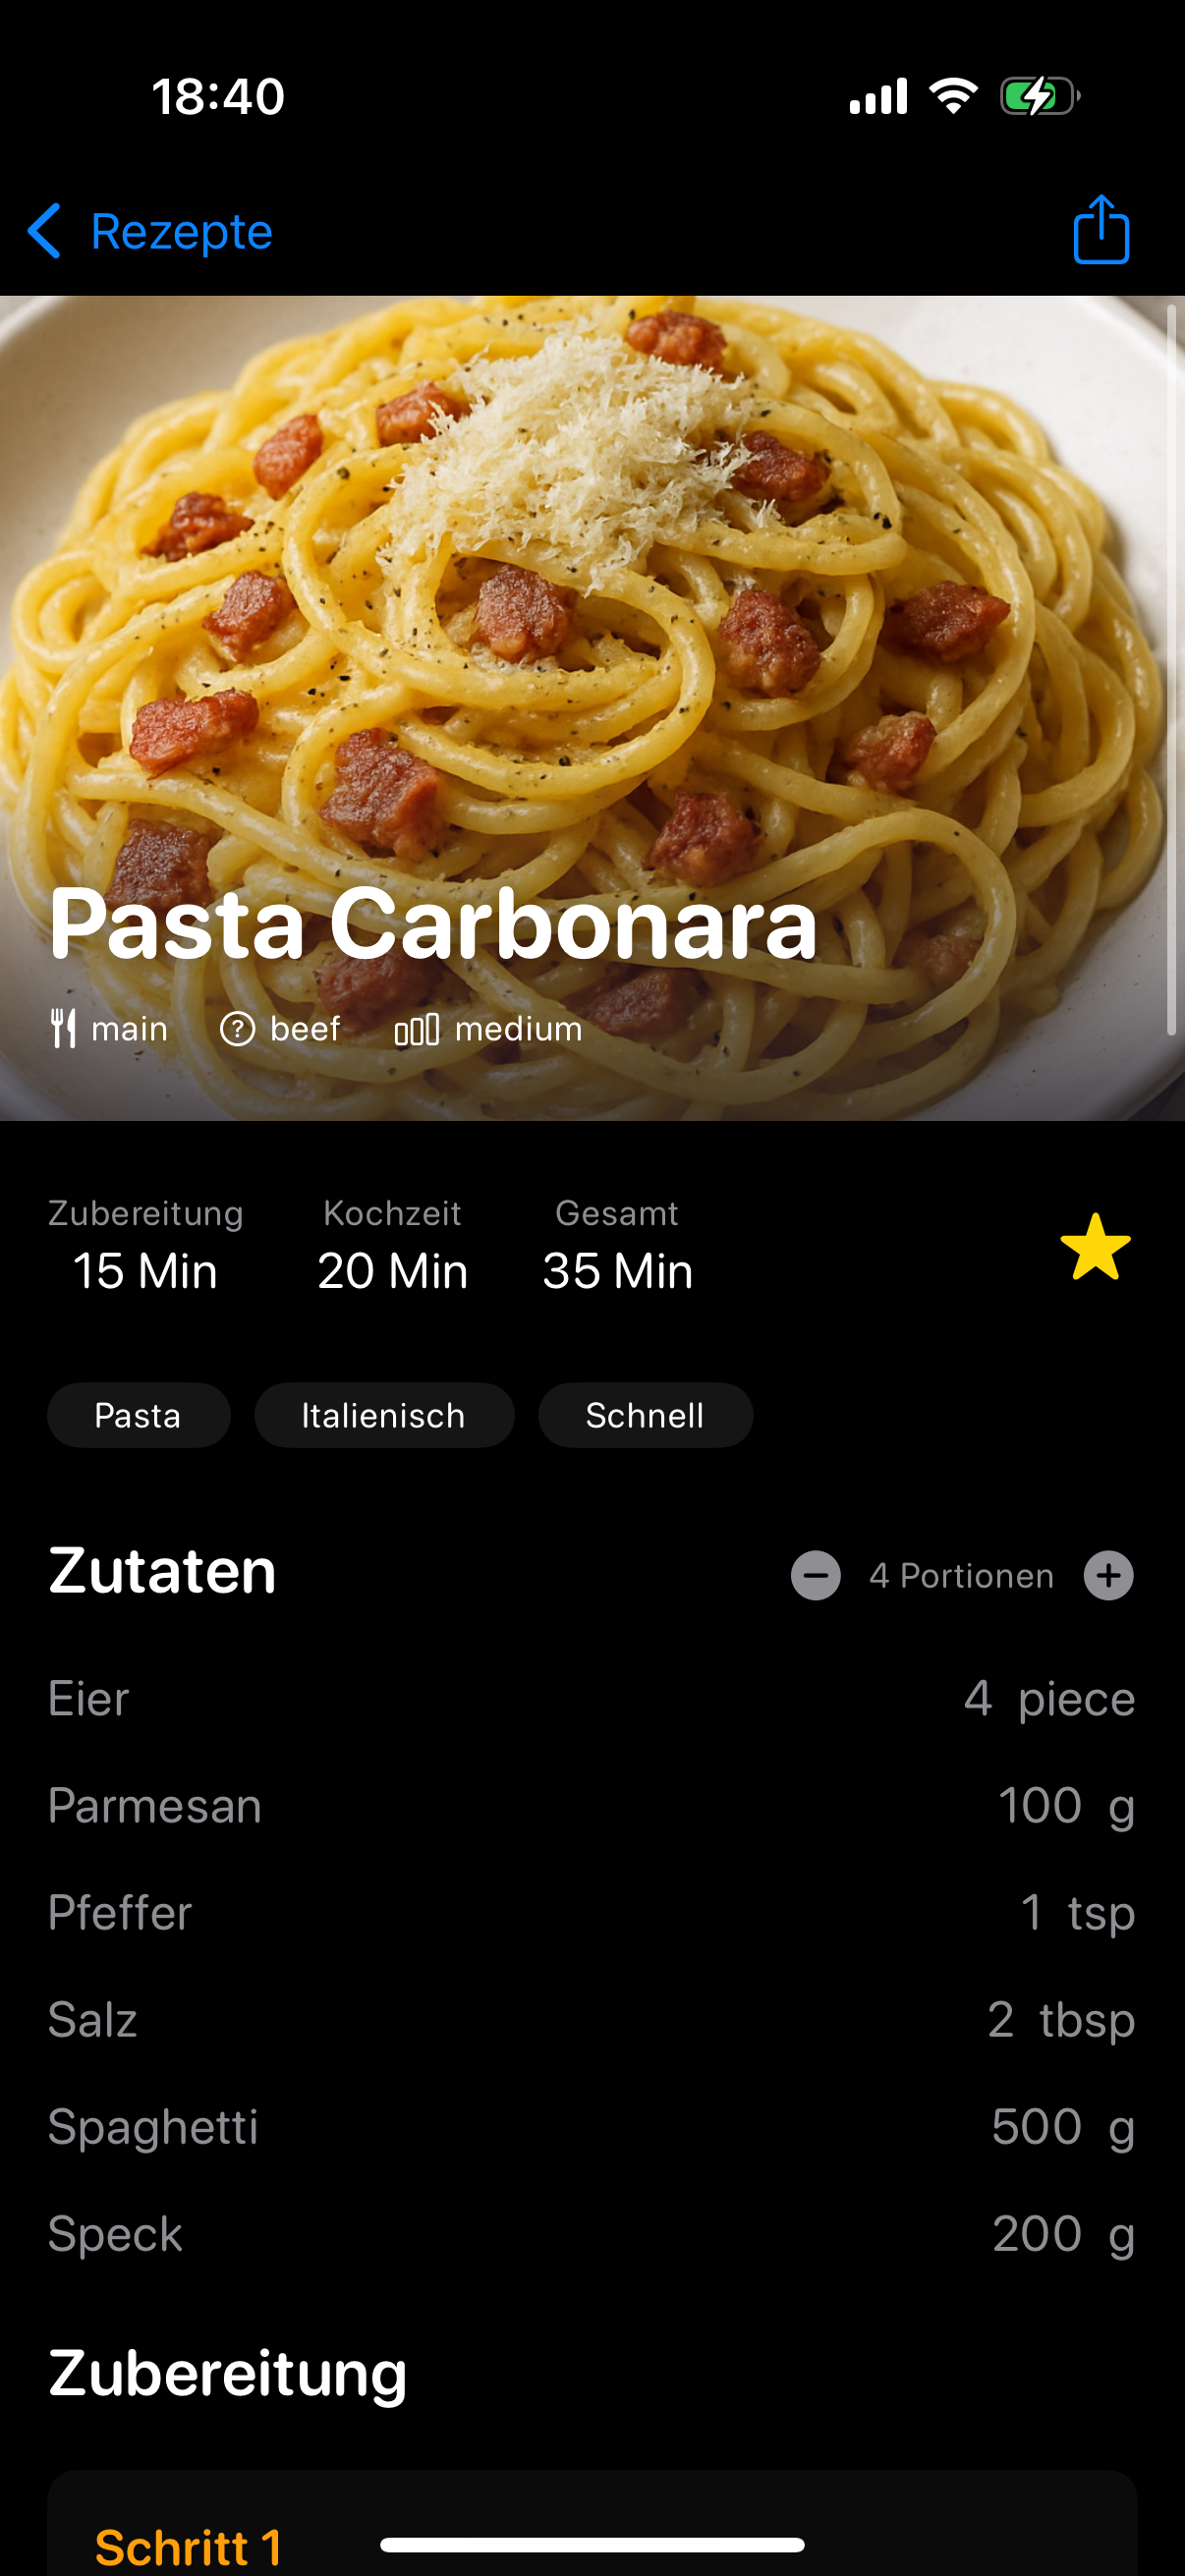 18:40
Rezepte
Pasta Carbonara
main beef medium
Zubereitung Kochzeit Gesamt
15 Min 20 Min 35 Min
Pasta Italienisch Schnell
Zutaten 4 Portionen
Eier 4 piece
Parmesan 100 g
Pfeffer 1 tsp
Salz 2 tbsp
Spaghetti 500 g
Speck 200 g
Zubereitung
Schritt 1